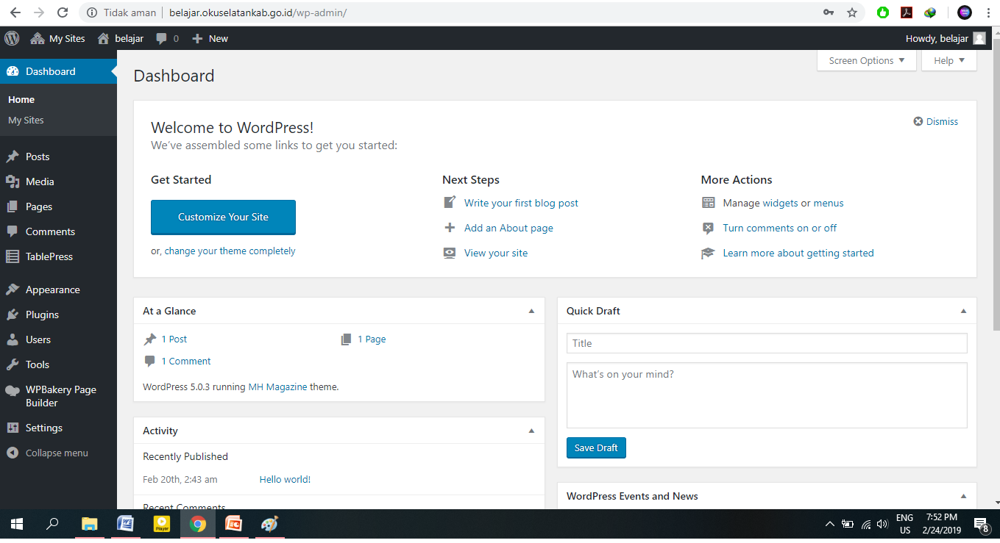 Tidak aman | belajar.okuselatankab.go.id/wp-admin/
My Sites belajar 0 New Howdy, belajar
Screen Options Help
Dashboard
Home
My Sites
Posts
Media
Pages
Comments
TablePress
Appearance
Plugins
Users
Tools
WPBakery Page
Builder
Settings
Collapse menu
Dashboard
Welcome to WordPress!
Dismiss
We've assembled some links to get you started:
Get Started
Customize Your Site
or, change your theme completely
Next Steps
Write your first blog post
Add an About page
View your site
More Actions
Manage widgets or menus
Turn comments on or off
Learn more about getting started
At a Glance
1 Post 1 Page
1 Comment
WordPress 5.0.3 running MH Magazine theme.
Activity
Recently Published
Feb 20th, 2:43 am Hello world!
Recent Comments
Quick Draft
Title
What's on your mind?
Save Draft
WordPress Events and News
Player
ENG
US
7:52 PM
2/24/2019
8